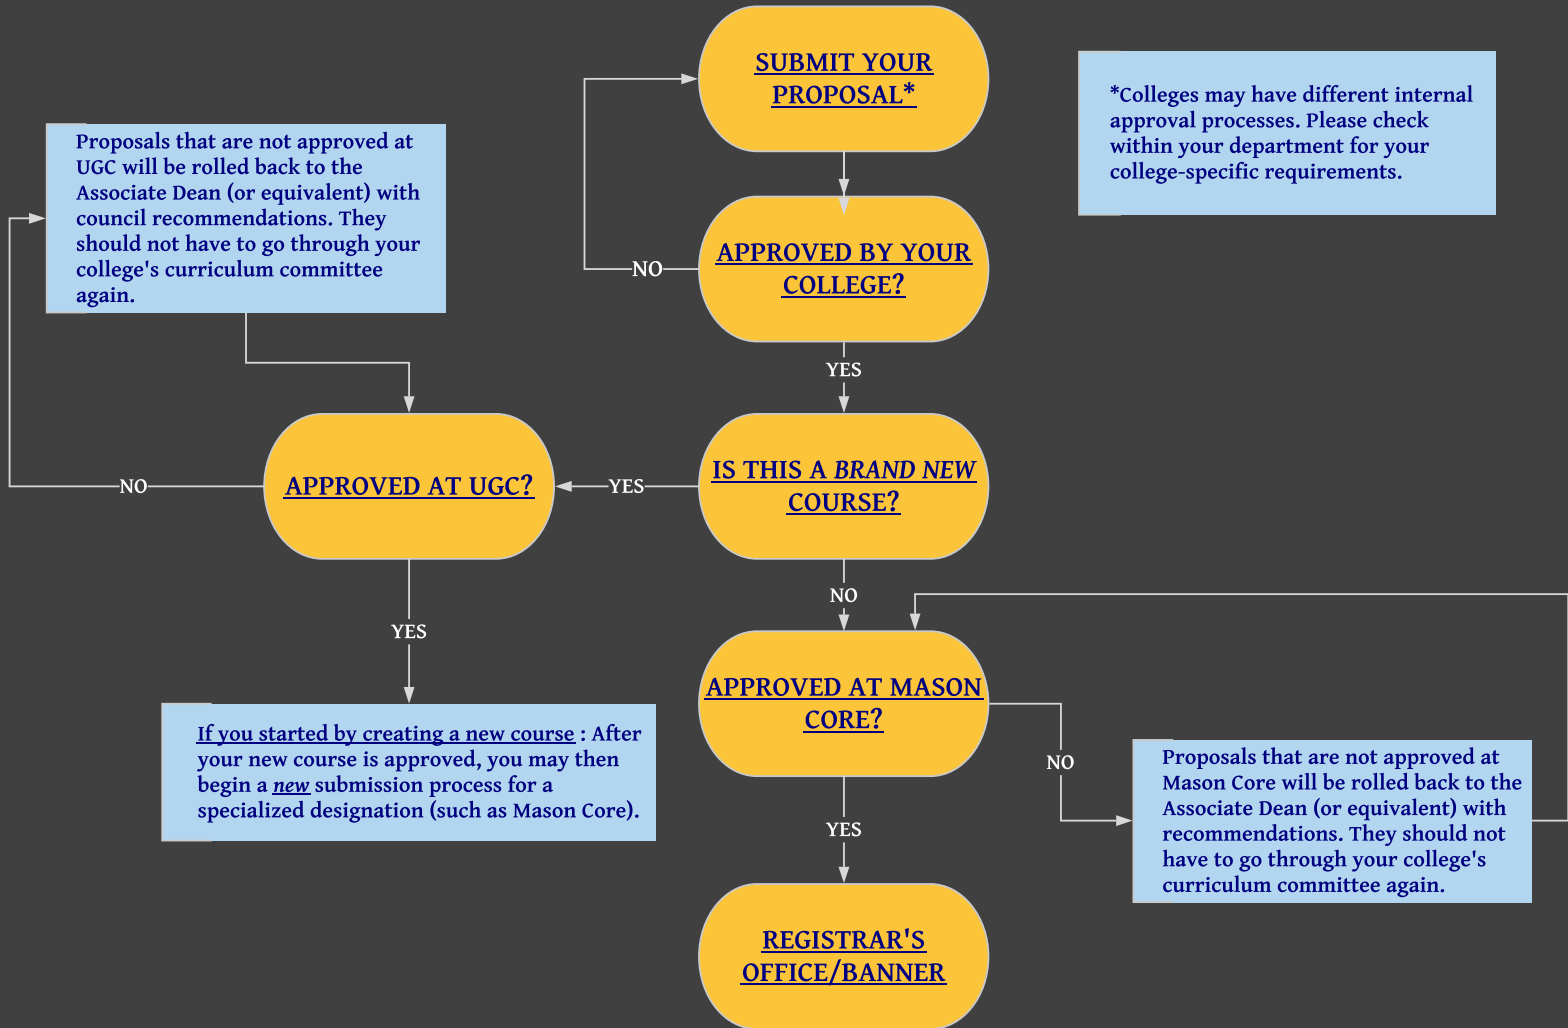 SUBMIT YOUR
PROPOSAL*
*Colleges may have different internal
approval processes. Please check
within your department for your
college-specific requirements.
Proposals that are not approved at
UGC will be rolled back to the
Associate Dean (or equivalent) with
council recommendations. They
should not have to go through your
college's curriculum committee
again.
APPROVED BY YOUR
COLLEGE?
NO
YES
IS THIS A BRAND NEW
COURSE?
YES
APPROVED AT UGC?
NO
NO
YES
APPROVED AT MASON
CORE?
If you started by creating a new course : After
your new course is approved, you may then
begin a new submission process for a
specialized designation (such as Mason Core).
NO
Proposals that are not approved at
Mason Core will be rolled back to the
Associate Dean (or equivalent) with
recommendations. They should not
have to go through your college's
curriculum committee again.
YES
REGISTRAR'S
OFFICE/BANNER